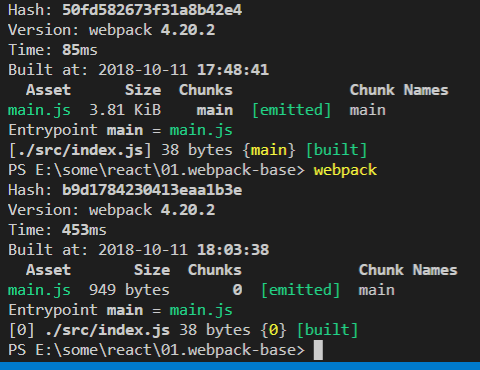 Hash: 50fd582673f31a8b42e4
Version: webpack 4.20.2
Time: 85ms
Built at: 2018-10-11 17:48:41
Asset Size Chunks Chunk Names
main.js 3.81 KiB main [emitted] main
Entrypoint main = main.js
[./src/index.js] 38 bytes {main} [built]
PS E:\some\react\01.webpack-base> webpack
Hash: b9d1784230413eaa1b3e
Version: webpack 4.20.2
Time: 453ms
Built at: 2018-10-11 18:03:38
Asset Size Chunks Chunk Names
main.js 949 bytes 0 [emitted] main
Entrypoint main = main.js
[0] ./src/index.js 38 bytes {0} [built]
PS E:\some\react\01.webpack-base>